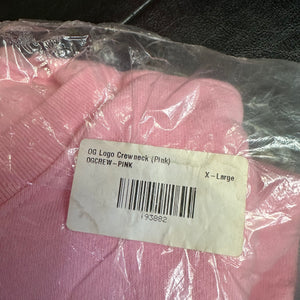 OG Logo Crewneck (Pink)
OGCREW-PINK
X-Large
193882